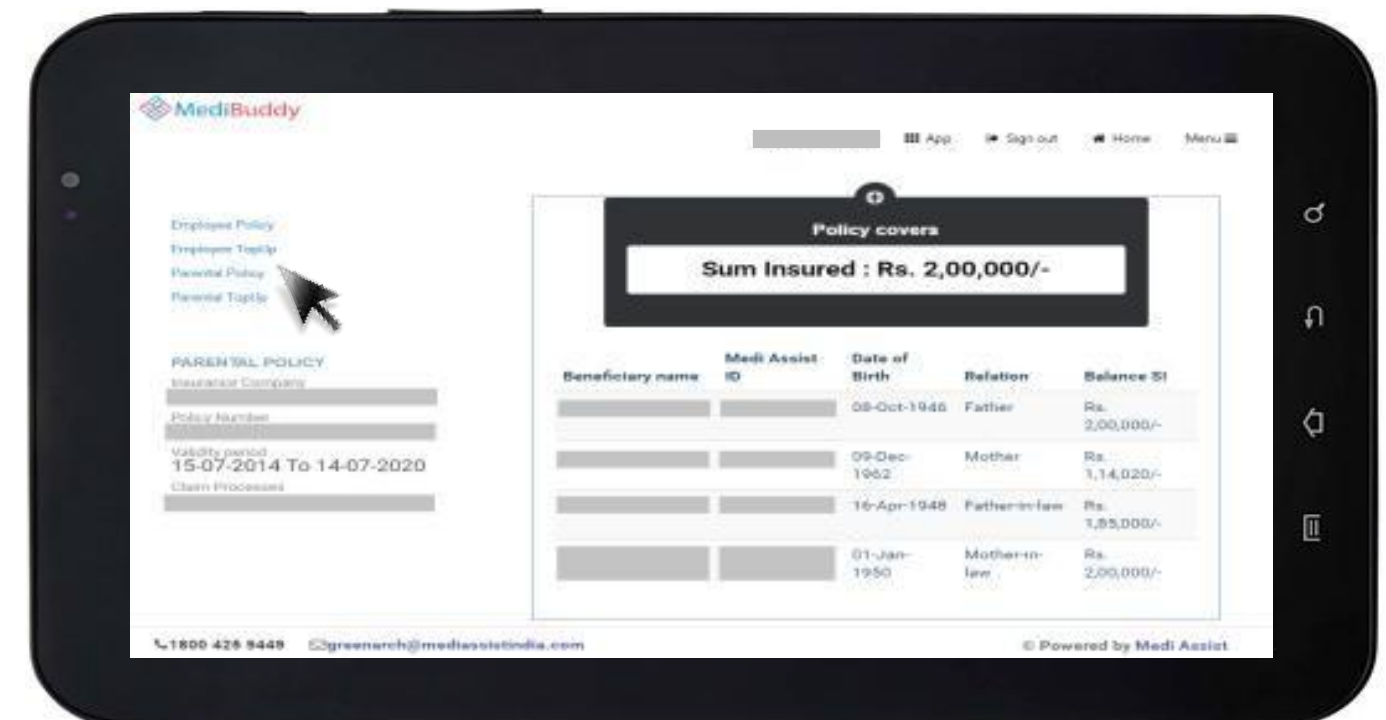 MediBuddy
App Sign out Home Menu
Employee Policy
Employee TopUp
Parental Policy
Parental TopUp
Policy covers
Sum Insured : Rs. 2,00,000/-
PARENTAL POLICY
Insurance Company
Policy Number
Validity period
15-07-2014 To 14-07-2020
Claim Processes
Beneficiary name Medi Assist ID Date of Birth Relation Balance SI
08-Oct-1946 Father Rs. 2,00,000/-
09-Dec-1962 Mother Rs. 1,14,020/-
16-Apr-1948 Father-in-law Rs. 1,85,000/-
01-Jan-1950 Mother-in-law Rs. 2,00,000/-
1800 425 9449 greenarch@mediassistindia.com © Powered by Medi Assist